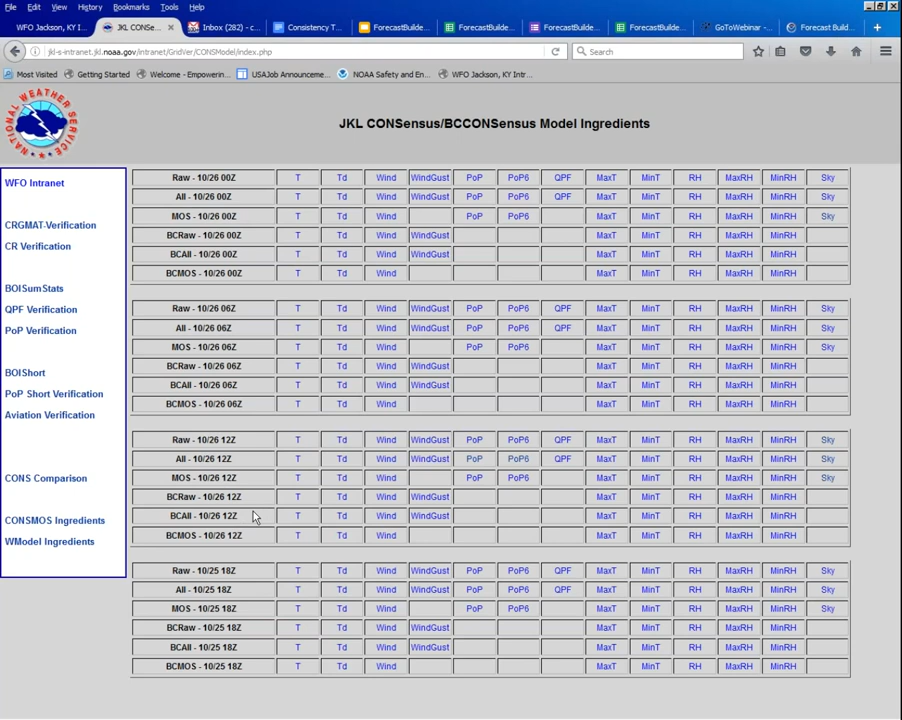 File Edit View History Bookmarks Tools Help
WFO Jackson, KY I... JKL CONSe... × Inbox (282) - c... Consistency T... ForecastBuilde... ForecastBuilde... ForecastBuilde... ForecastBuilde... GoToWebinar -... Forecast Build...
jkl-s-intranet.jkl.noaa.gov/intranet/GridVer/CONSModel/index.php Search
Most Visited Getting Started Welcome - Empowerin... USAJob Announceme... NOAA Safety and En... WFO Jackson, KY Intr...
NATIONAL WEATHER SERVICE
JKL CONSensus/BCCONSensus Model Ingredients
WFO Intranet
CRGMAT-Verification
CR Verification
BOISumStats
QPF Verification
PoP Verification
BOIShort
PoP Short Verification
Aviation Verification
CONS Comparison
CONSMOS Ingredients
WModel Ingredients
Raw - 10/26 00Z T Td Wind WindGust PoP PoP6 QPF MaxT MinT RH MaxRH MinRH Sky
All - 10/26 00Z T Td Wind WindGust PoP PoP6 QPF MaxT MinT RH MaxRH MinRH Sky
MOS - 10/26 00Z T Td Wind PoP PoP6 MaxT MinT RH MaxRH MinRH Sky
BCRaw - 10/26 00Z T Td Wind WindGust MaxT MinT RH MaxRH MinRH
BCAll - 10/26 00Z T Td Wind WindGust MaxT MinT RH MaxRH MinRH
BCMOS - 10/26 00Z T Td Wind MaxT MinT RH MaxRH MinRH
Raw - 10/26 06Z T Td Wind WindGust PoP PoP6 QPF MaxT MinT RH MaxRH MinRH Sky
All - 10/26 06Z T Td Wind WindGust PoP PoP6 QPF MaxT MinT RH MaxRH MinRH Sky
MOS - 10/26 06Z T Td Wind PoP PoP6 MaxT MinT RH MaxRH MinRH Sky
BCRaw - 10/26 06Z T Td Wind WindGust MaxT MinT RH MaxRH MinRH
BCAll - 10/26 06Z T Td Wind WindGust MaxT MinT RH MaxRH MinRH
BCMOS - 10/26 06Z T Td Wind MaxT MinT RH MaxRH MinRH
Raw - 10/26 12Z T Td Wind WindGust PoP PoP6 QPF MaxT MinT RH MaxRH MinRH Sky
All - 10/26 12Z T Td Wind WindGust PoP PoP6 QPF MaxT MinT RH MaxRH MinRH Sky
MOS - 10/26 12Z T Td Wind PoP PoP6 MaxT MinT RH MaxRH MinRH Sky
BCRaw - 10/26 12Z T Td Wind WindGust MaxT MinT RH MaxRH MinRH
BCAll - 10/26 12Z T Td Wind WindGust MaxT MinT RH MaxRH MinRH
BCMOS - 10/26 12Z T Td Wind MaxT MinT RH MaxRH MinRH
Raw - 10/25 18Z T Td Wind WindGust PoP PoP6 QPF MaxT MinT RH MaxRH MinRH Sky
All - 10/25 18Z T Td Wind WindGust PoP PoP6 QPF MaxT MinT RH MaxRH MinRH Sky
MOS - 10/25 18Z T Td Wind PoP PoP6 MaxT MinT RH MaxRH MinRH Sky
BCRaw - 10/25 18Z T Td Wind WindGust MaxT MinT RH MaxRH MinRH
BCAll - 10/25 18Z T Td Wind WindGust MaxT MinT RH MaxRH MinRH
BCMOS - 10/25 18Z T Td Wind MaxT MinT RH MaxRH MinRH